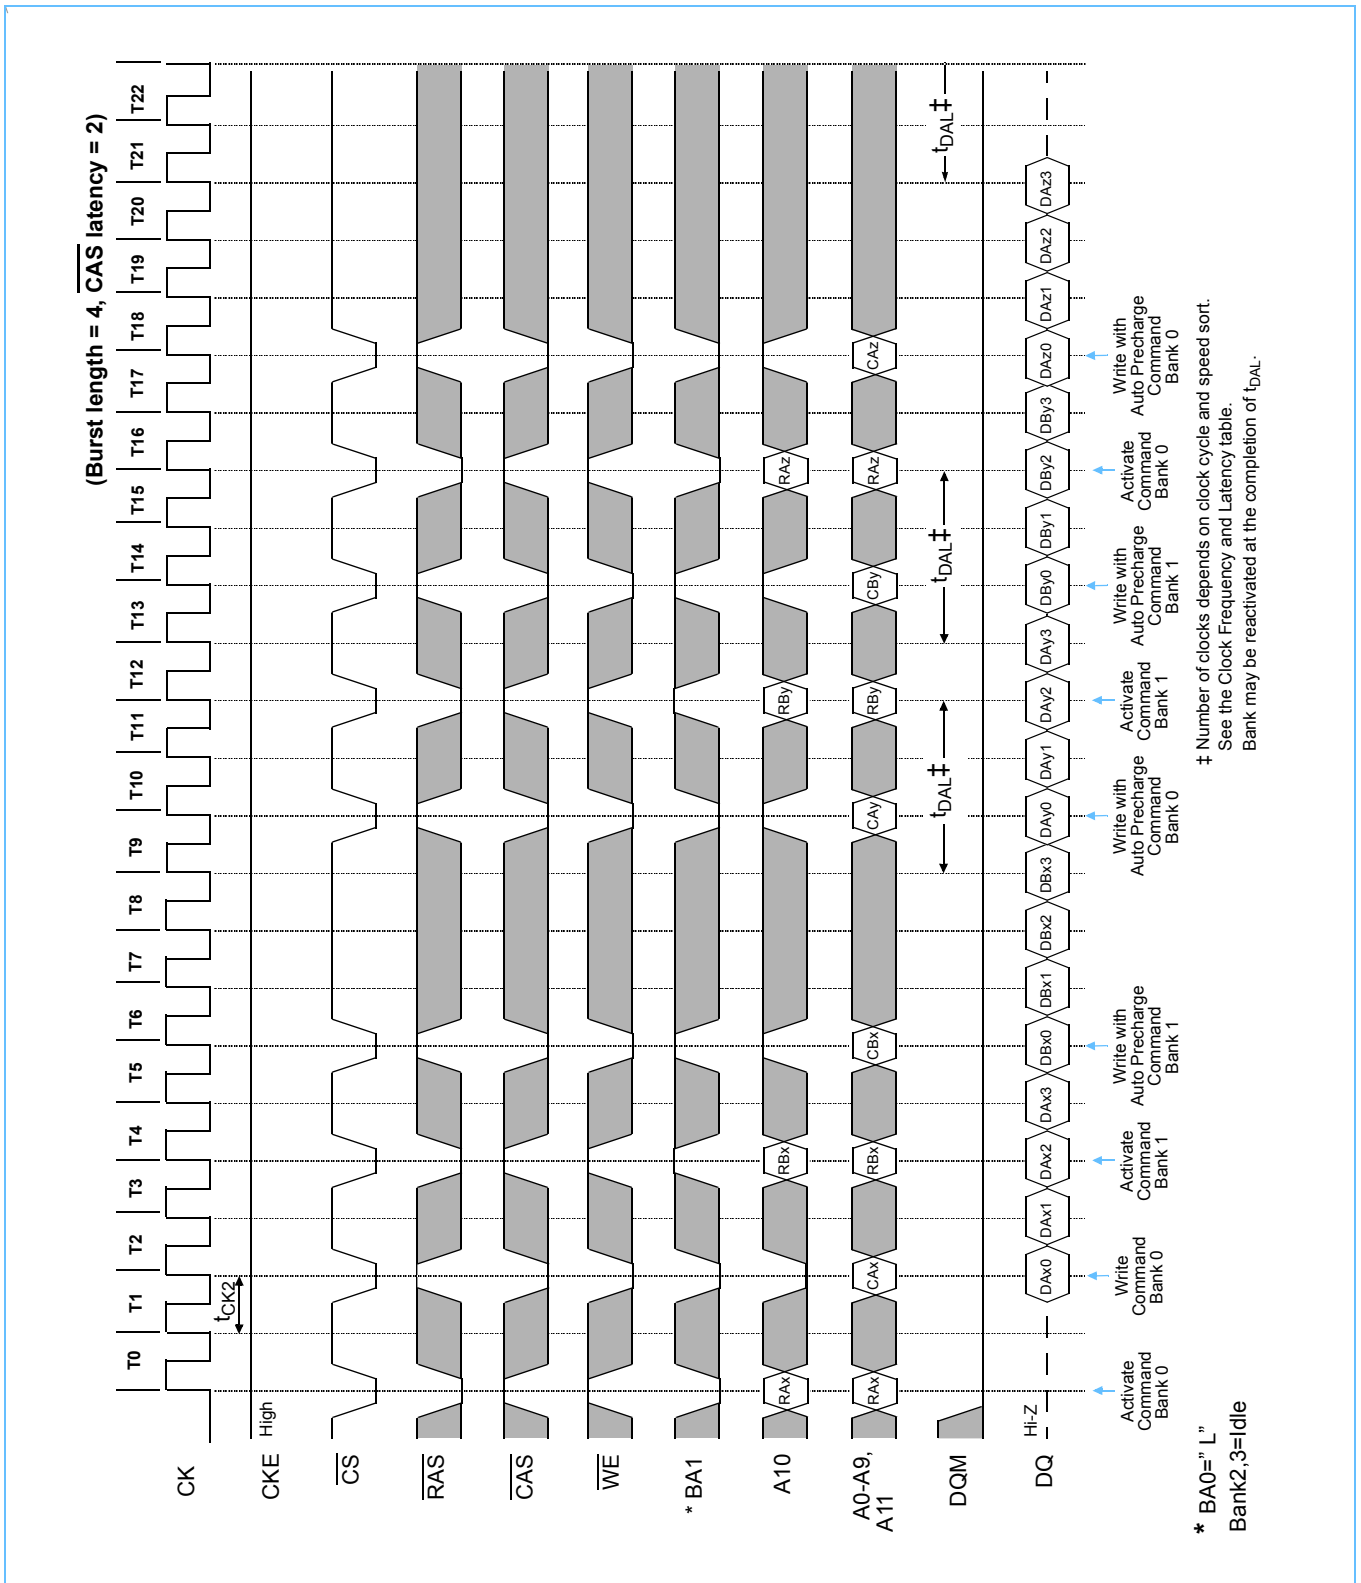 (Burst length = 4, CAS latency = 2)
T0 T1 T2 T3 T4 T5 T6 T7 T8 T9 T10 T11 T12 T13 T14 T15 T16 T17 T18 T19 T20 T21 T22
CK
tCK2
CKE
High
CS
RAS
CAS
WE
* BA1
A10
RAx RBx RBy RAz
A0-A9,
A11
RAx CAx RBx CBx CAy RBy CBy RAz CAz
DQM
tDAL‡ tDAL‡ tDAL‡
DQ
Hi-Z
DAx0 DAx1 DAx2 DAx3 DBx0 DBx1 DBx2 DBx3 DAy0 DAy1 DAy2 DAy3 DBy0 DBy1 DBy2 DBy3 DAz0 DAz1 DAz2 DAz3
Activate
Command
Bank 0
Write
Command
Bank 0
Activate
Command
Bank 1
Write with
Auto Precharge
Command
Bank 1
Write with
Auto Precharge
Command
Bank 0
Activate
Command
Bank 1
Write with
Auto Precharge
Command
Bank 1
Activate
Command
Bank 0
Write with
Auto Precharge
Command
Bank 0
* BA0=” L”
Bank2,3=Idle
‡ Number of clocks depends on clock cycle and speed sort.
See the Clock Frequency and Latency table.
Bank may be reactivated at the completion of tDAL.